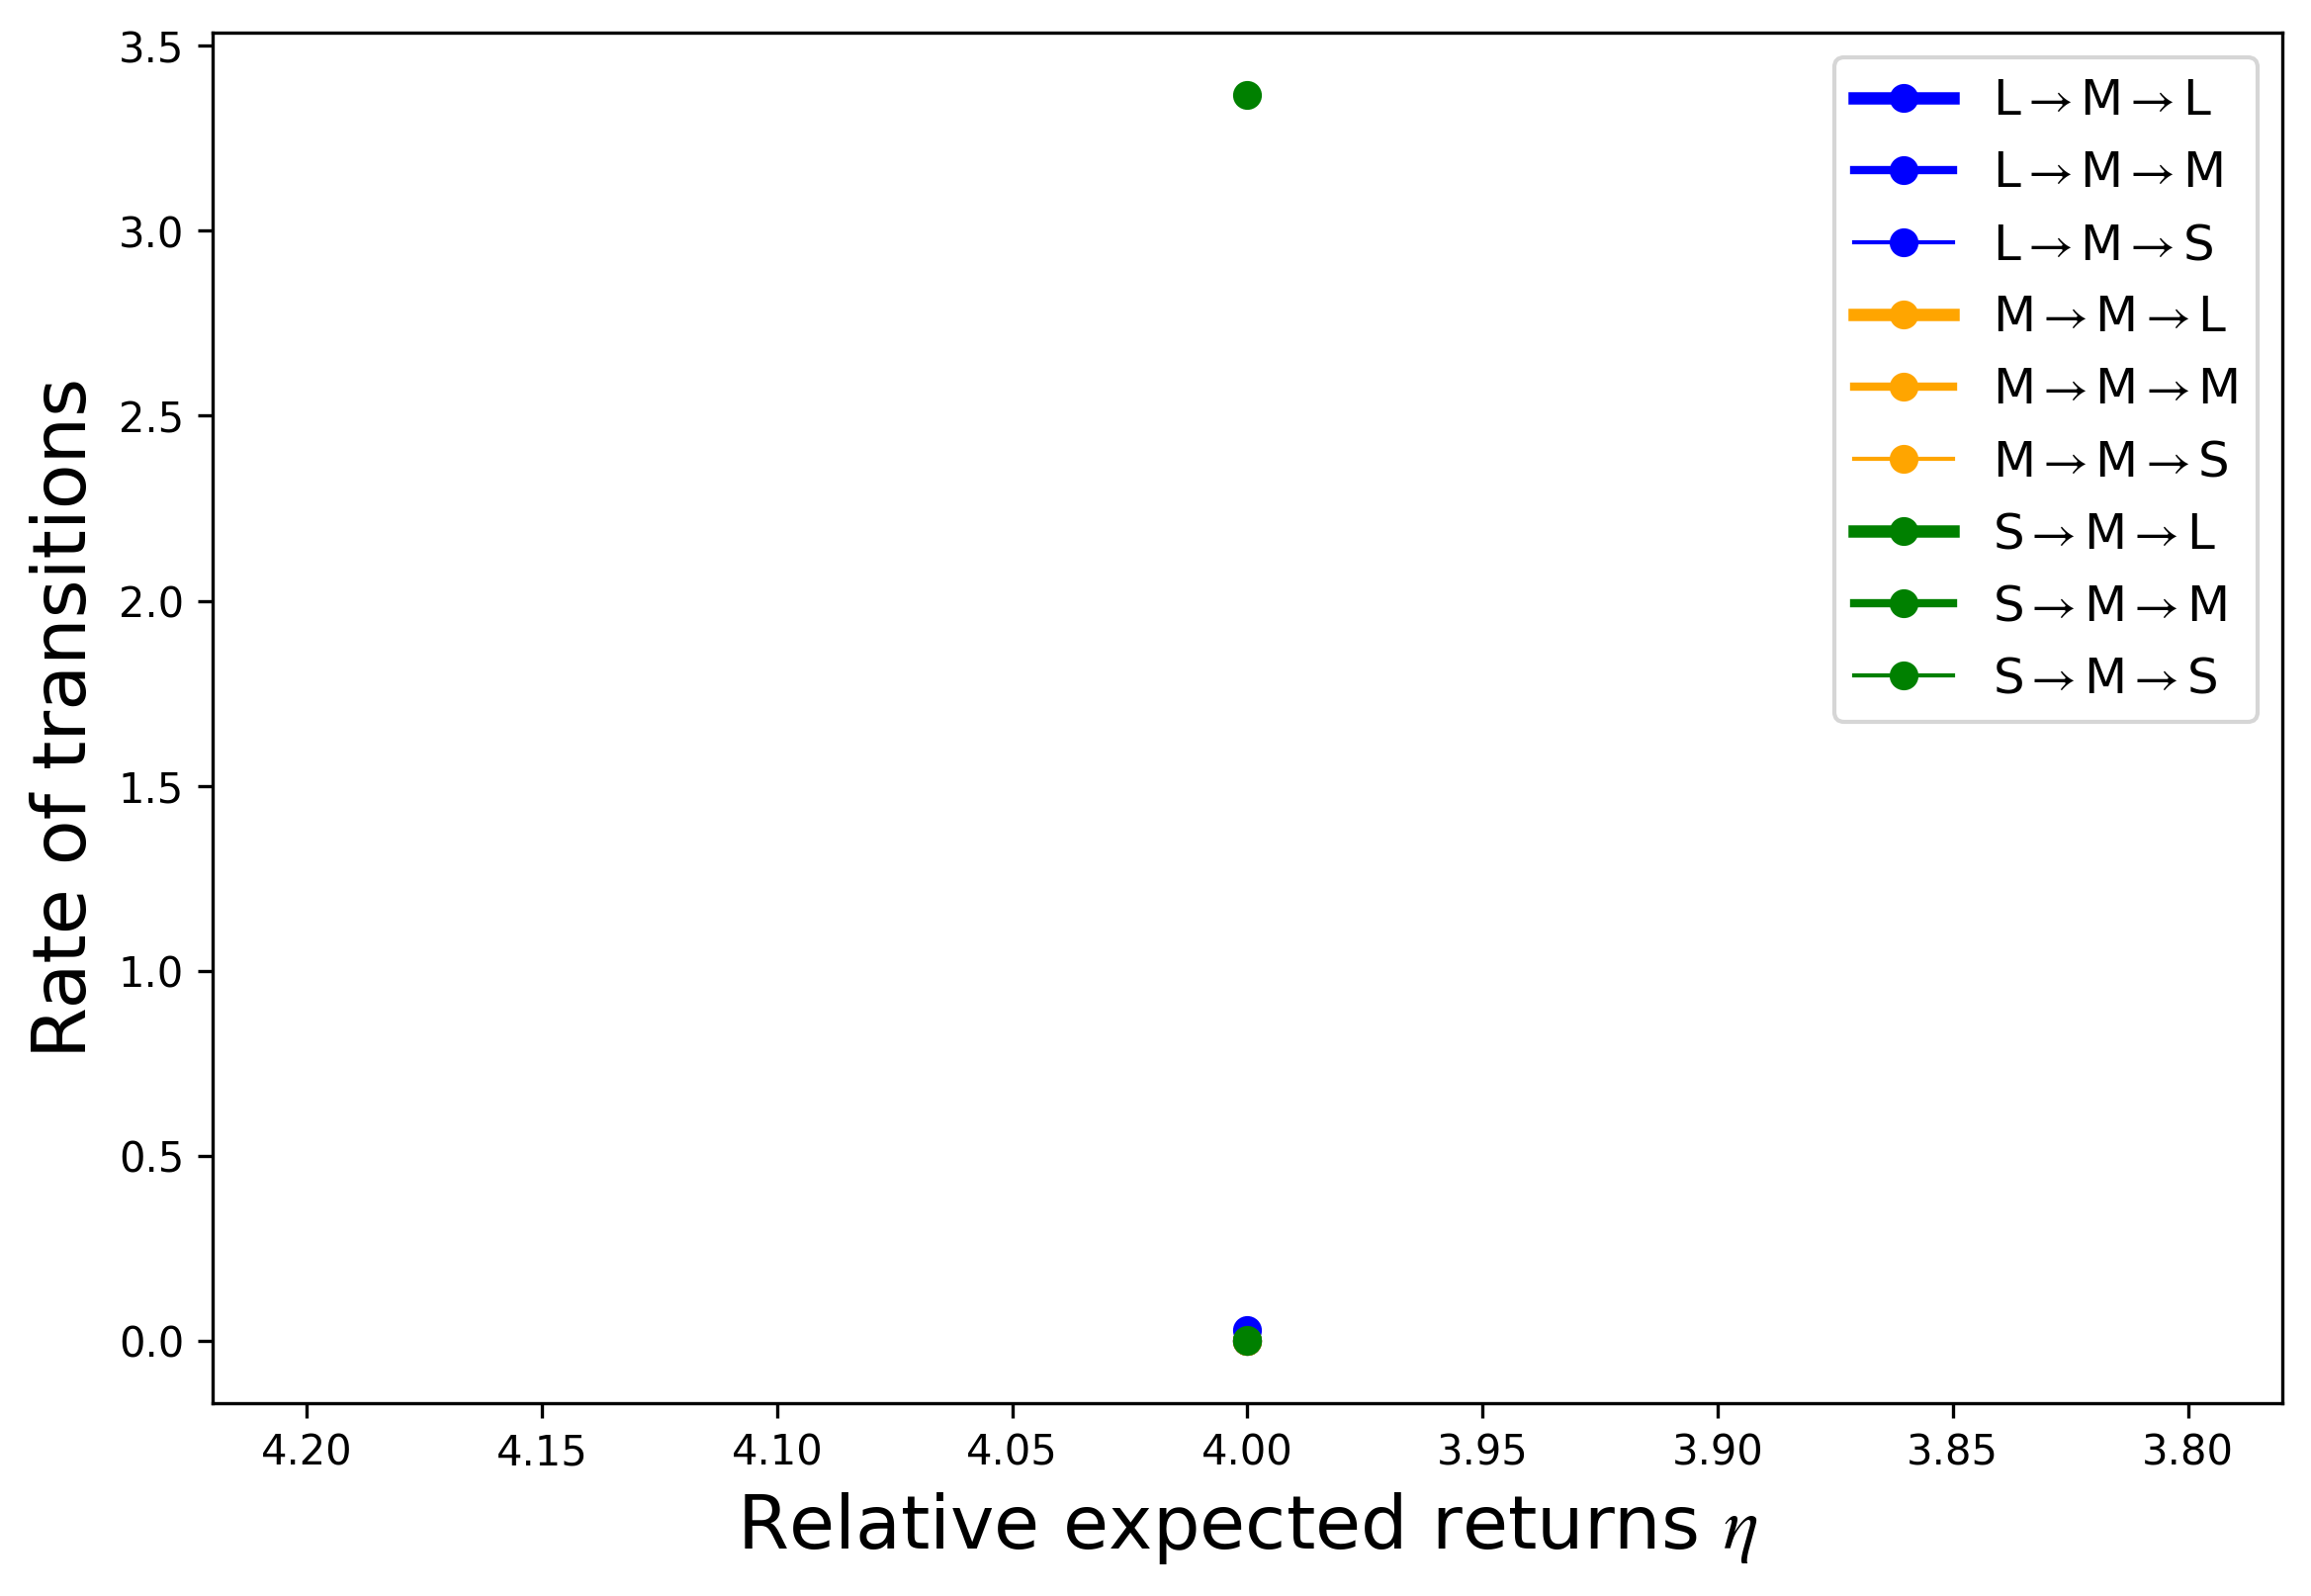 3.5
3.0
2.5
2.0
1.5
1.0
0.5
0.0
Rate of transitions
4.20 4.15 4.10 4.05 4.00 3.95 3.90 3.85 3.80
Relative expected returns η
L→M→L
L→M→M
L→M→S
M→M→L
M→M→M
M→M→S
S→M→L
S→M→M
S→M→S